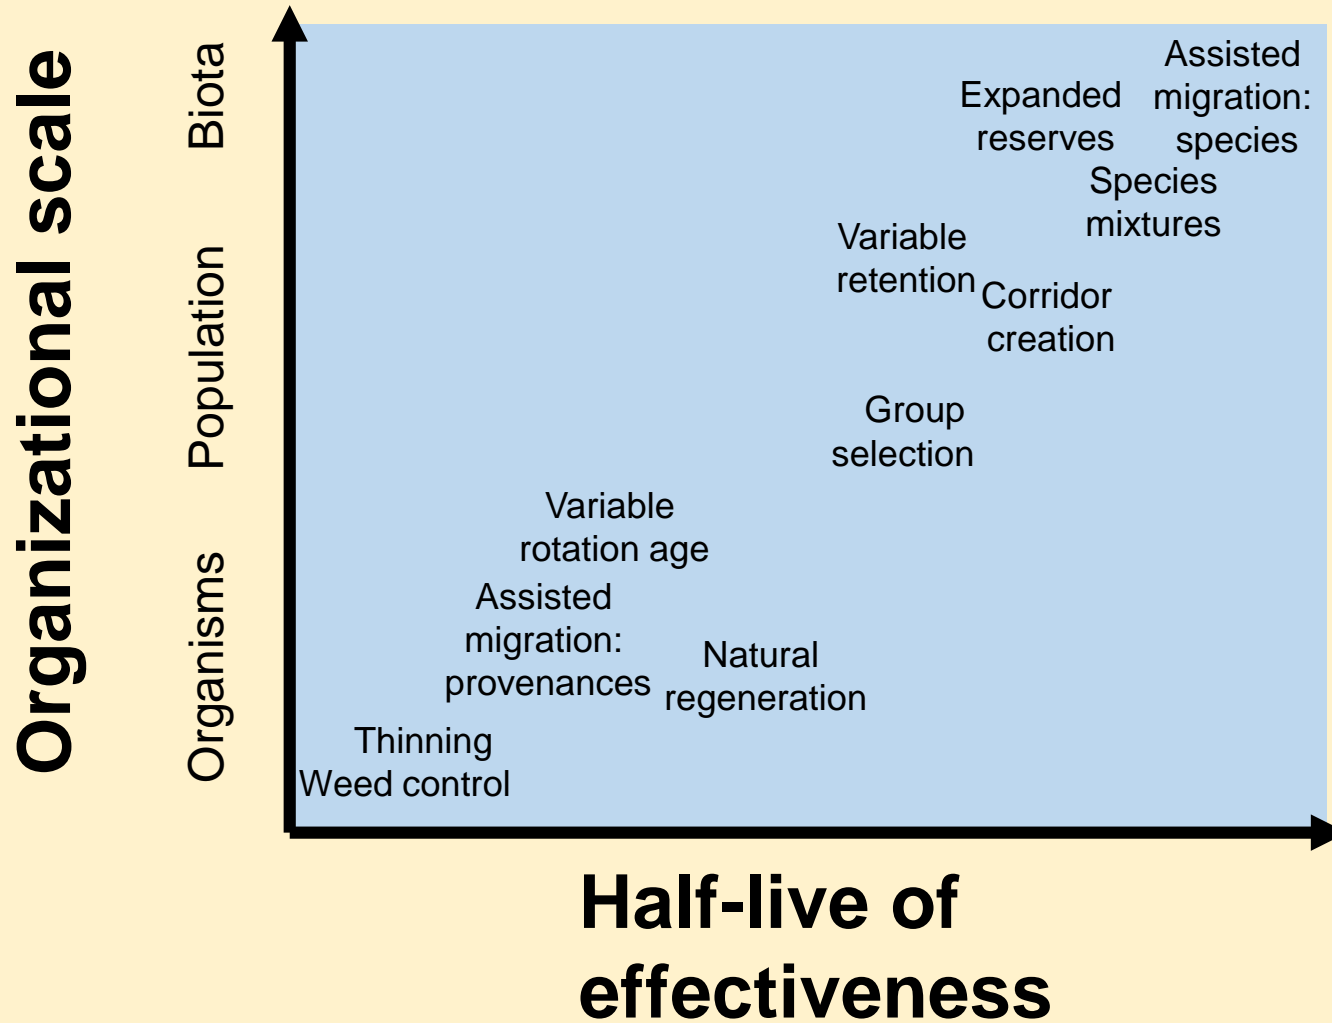 Organizational scale
Biota
Population
Organisms
Assisted
migration:
species
Expanded
reserves
Species
mixtures
Variable
retention
Corridor
creation
Group
selection
Variable
rotation age
Assisted
migration:
provenances
Natural
regeneration
Thinning
Weed control
Half-live of
effectiveness